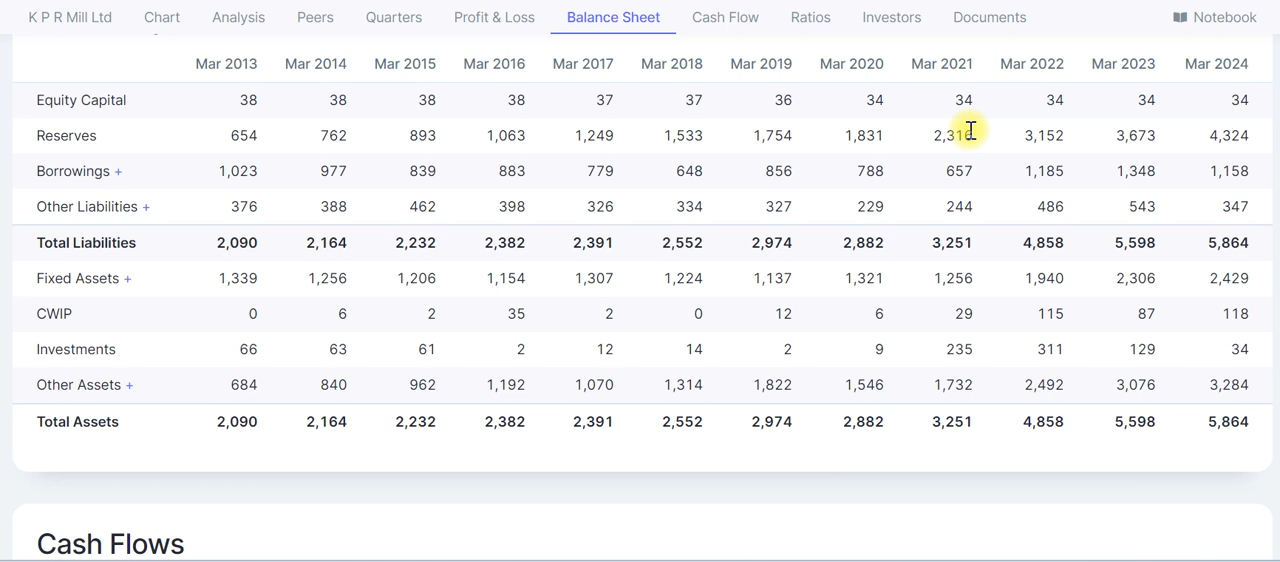 K P R Mill Ltd Chart Analysis Peers Quarters Profit & Loss Balance Sheet Cash Flow Ratios Investors Documents Notebook
Mar 2013 Mar 2014 Mar 2015 Mar 2016 Mar 2017 Mar 2018 Mar 2019 Mar 2020 Mar 2021 Mar 2022 Mar 2023 Mar 2024
Equity Capital 38 38 38 38 37 37 36 34 34 34 34 34
Reserves 654 762 893 1,063 1,249 1,533 1,754 1,831 2,316 3,152 3,673 4,324
Borrowings + 1,023 977 839 883 779 648 856 788 657 1,185 1,348 1,158
Other Liabilities + 376 388 462 398 326 334 327 229 244 486 543 347
Total Liabilities 2,090 2,164 2,232 2,382 2,391 2,552 2,974 2,882 3,251 4,858 5,598 5,864
Fixed Assets + 1,339 1,256 1,206 1,154 1,307 1,224 1,137 1,321 1,256 1,940 2,306 2,429
CWIP 0 6 2 35 2 0 12 6 29 115 87 118
Investments 66 63 61 2 12 14 2 9 235 311 129 34
Other Assets + 684 840 962 1,192 1,070 1,314 1,822 1,546 1,732 2,492 3,076 3,284
Total Assets 2,090 2,164 2,232 2,382 2,391 2,552 2,974 2,882 3,251 4,858 5,598 5,864
Cash Flows